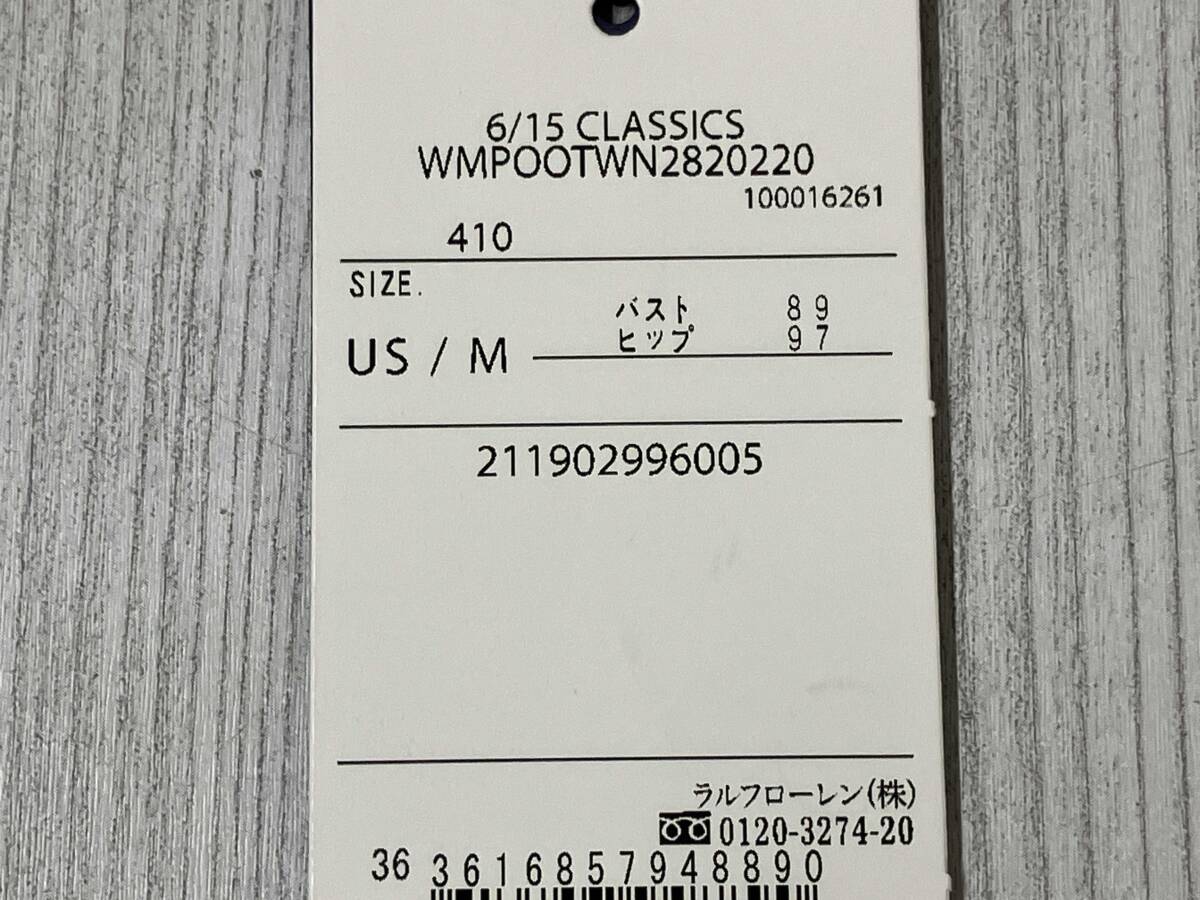 6/15 CLASSICS
WMPOOTWN2820220
100016261
410
SIZE.
バスト 89
US / M ヒップ 97
211902996005
ラルフローレン(株)
0120-3274-20
36 3616857948890